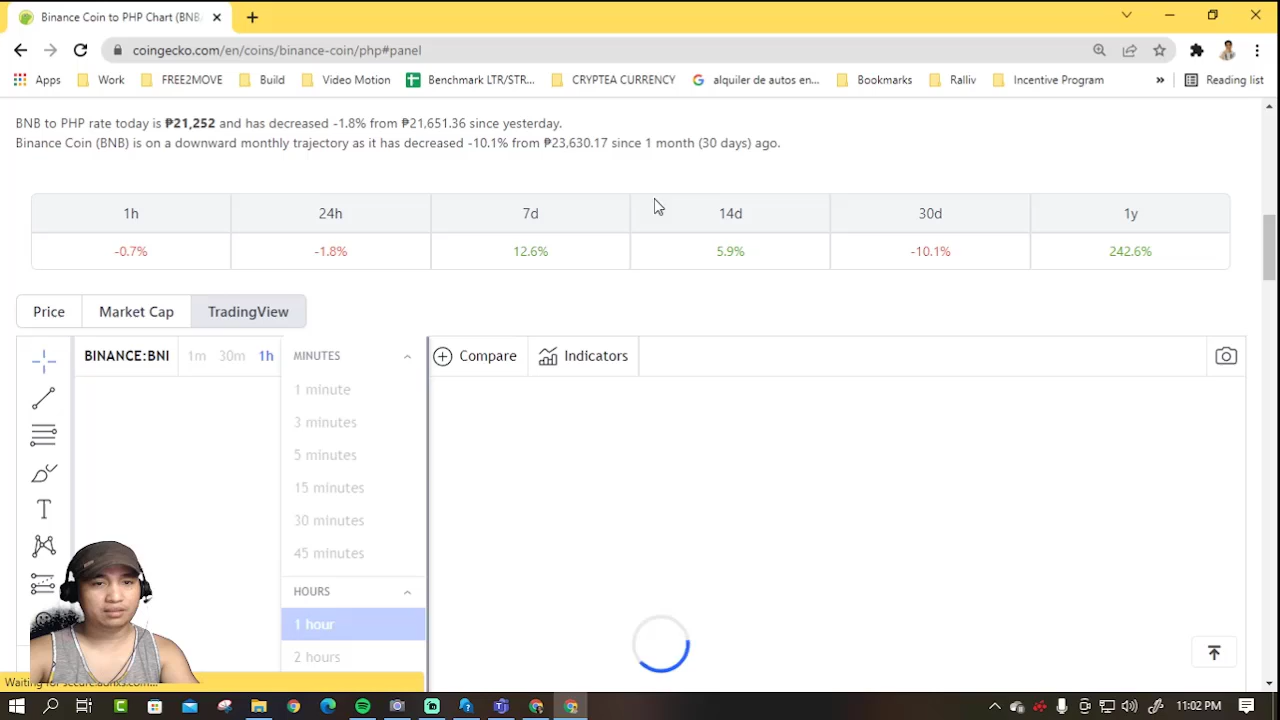 Binance Coin to PHP Chart (BNB
coingecko.com/en/coins/binance-coin/php#panel
Apps Work FREE2MOVE Build Video Motion Benchmark LTR/STR... CRYPTEA CURRENCY alquiler de autos en... Bookmarks Ralliv Incentive Program » Reading list
BNB to PHP rate today is ₱21,252 and has decreased -1.8% from ₱21,651.36 since yesterday.
Binance Coin (BNB) is on a downward monthly trajectory as it has decreased -10.1% from ₱23,630.17 since 1 month (30 days) ago.
1h 24h 7d 14d 30d 1y
-0.7% -1.8% 12.6% 5.9% -10.1% 242.6%
Price Market Cap TradingView
BINANCE:BNI 1m 30m 1h MINUTES Compare Indicators
1 minute
3 minutes
5 minutes
15 minutes
30 minutes
45 minutes
HOURS
1 hour
2 hours
Waiting for secure.adnxs.com...
11:02 PM